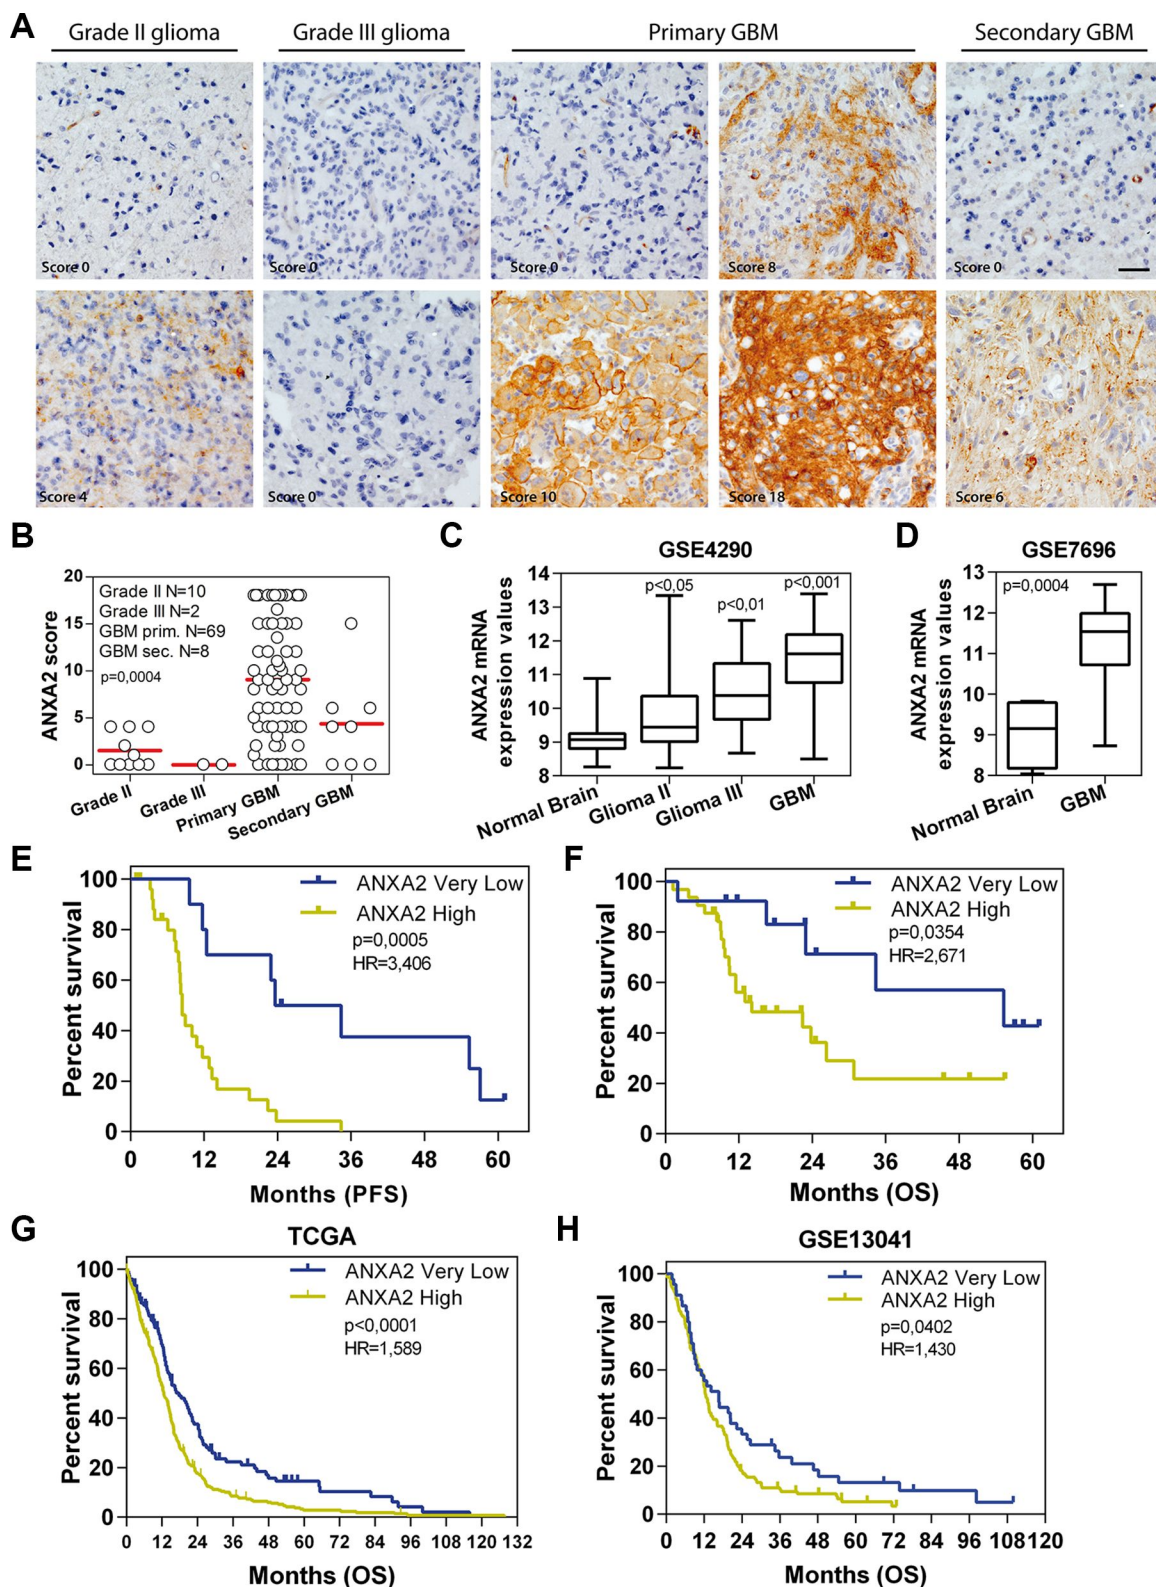 A
Grade II glioma Grade III glioma Primary GBM Secondary GBM
Score 0 Score 0 Score 0 Score 8 Score 0
Score 4 Score 0 Score 10 Score 18 Score 6
B
ANXA2 score
20
15
10
5
0
Grade II N=10
Grade III N=2
GBM prim. N=69
GBM sec. N=8
p=0,0004
Grade II Grade III Primary GBM Secondary GBM
C
GSE4290
ANXA2 mRNA
expression values
14
13
12
11
10
9
8
p<0,05 p<0,01 p<0,001
Normal Brain Glioma II Glioma III GBM
D
GSE7696
ANXA2 mRNA
expression values
13
12
11
10
9
8
p=0,0004
Normal Brain GBM
E
Percent survival
100
80
60
40
20
0
ANXA2 Very Low
ANXA2 High
p=0,0005
HR=3,406
0 12 24 36 48 60
Months (PFS)
F
Percent survival
100
80
60
40
20
0
ANXA2 Very Low
ANXA2 High
p=0,0354
HR=2,671
0 12 24 36 48 60
Months (OS)
G
TCGA
Percent survival
100
80
60
40
20
0
ANXA2 Very Low
ANXA2 High
p<0,0001
HR=1,589
0 12 24 36 48 60 72 84 96 108 120 132
Months (OS)
H
GSE13041
Percent survival
100
80
60
40
20
0
ANXA2 Very Low
ANXA2 High
p=0,0402
HR=1,430
0 12 24 36 48 60 72 84 96 108 120
Months (OS)